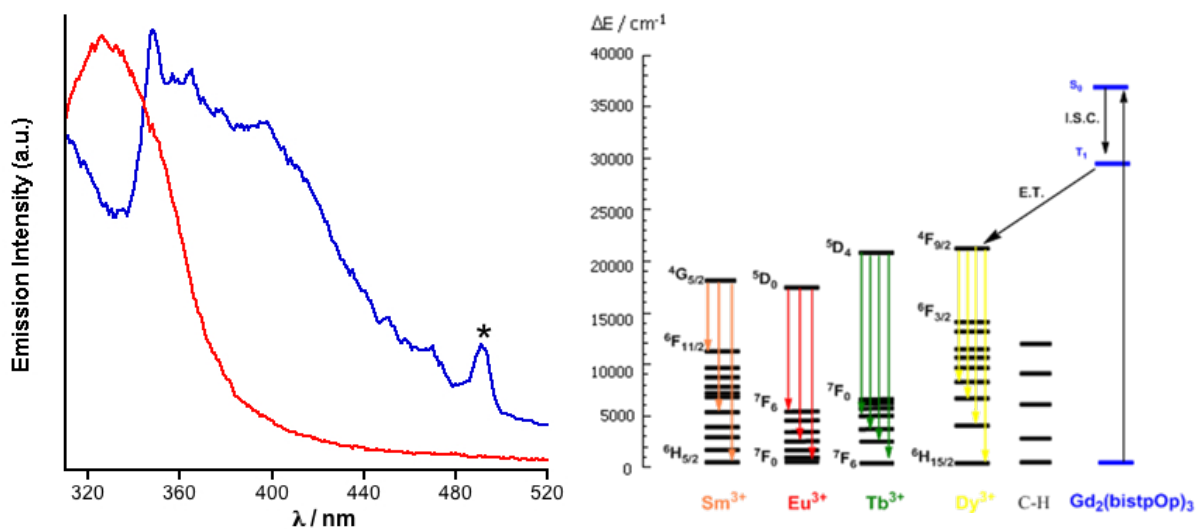 Emission Intensity (a.u.)
*
320 360 400 440 480 520
λ / nm
ΔE / cm⁻¹
40000
35000
30000
25000
20000
15000
10000
5000
0
⁴G₅/₂
⁶F₁₁/₂
⁶H₅/₂
⁵D₀
⁷F₆
⁷F₀
⁵D₄
⁷F₀
⁷F₆
⁴F₉/₂
⁶F₃/₂
⁶H₁₅/₂
S₀
I.S.C.
T₁
E.T.
Sm³⁺ Eu³⁺ Tb³⁺ Dy³⁺ C-H Gd₂(bistpOp)₃